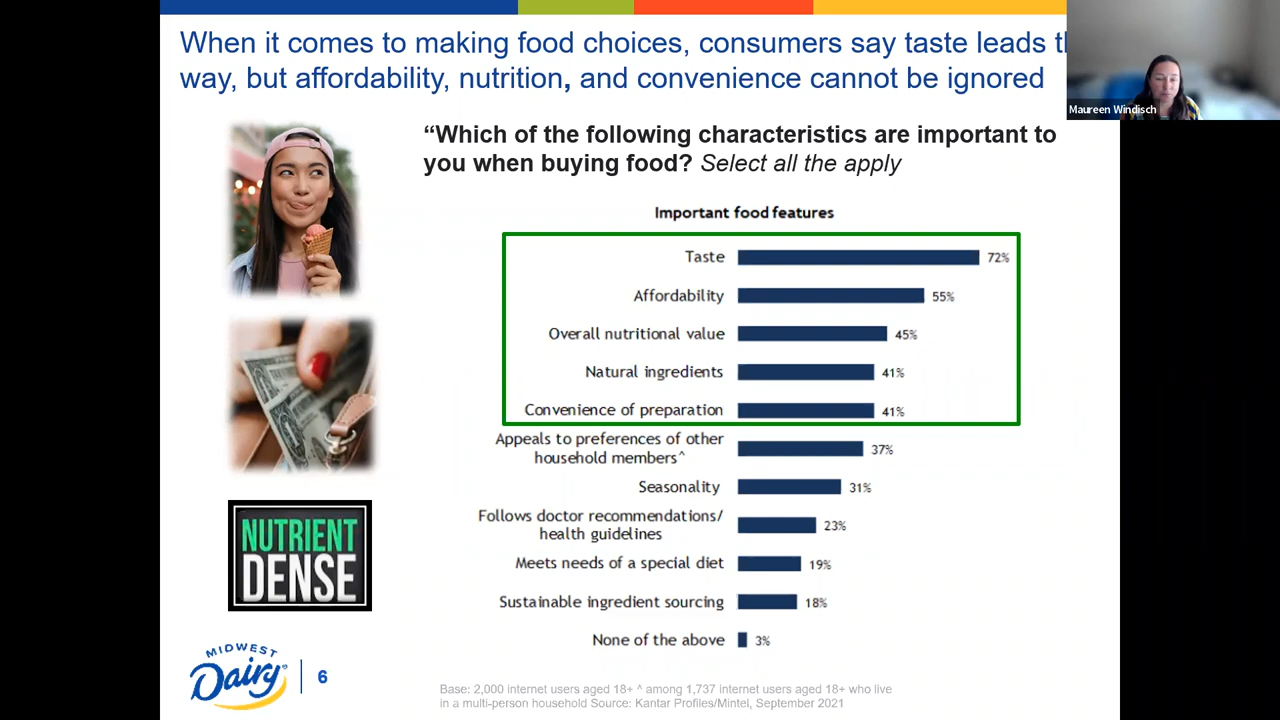 When it comes to making food choices, consumers say taste leads
way, but affordability, nutrition, and convenience cannot be ignored
Maureen Windisch
“Which of the following characteristics are important to
you when buying food? Select all the apply
Important food features
Taste 72%
Affordability 55%
Overall nutritional value 45%
Natural ingredients 41%
Convenience of preparation 41%
Appeals to preferences of other
household members^ 37%
Seasonality 31%
Follows doctor recommendations/
health guidelines 23%
Meets needs of a special diet 19%
Sustainable ingredient sourcing 18%
None of the above 3%
NUTRIENT
DENSE
MIDWEST
Dairy®
6
Base: 2,000 internet users aged 18+ ^ among 1,737 internet users aged 18+ who live
in a multi-person household Source: Kantar Profiles/Mintel, September 2021